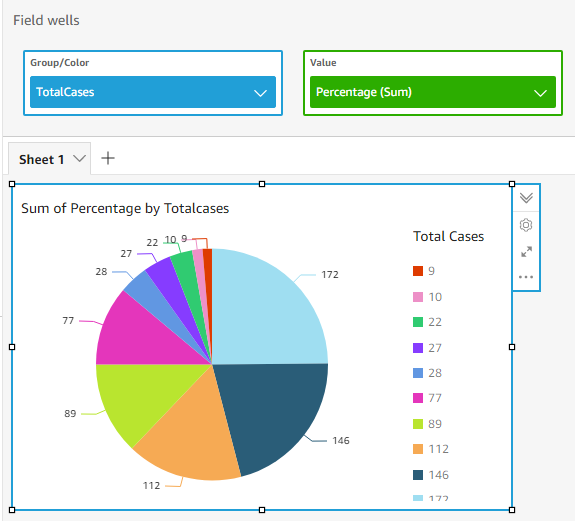 Field wells
Group/Color
TotalCases
Value
Percentage (Sum)
Sheet 1
Sum of Percentage by Totalcases
Total Cases
9
10
22
27
28
77
89
112
146
172
9
10
22
27
28
77
89
112
146
172